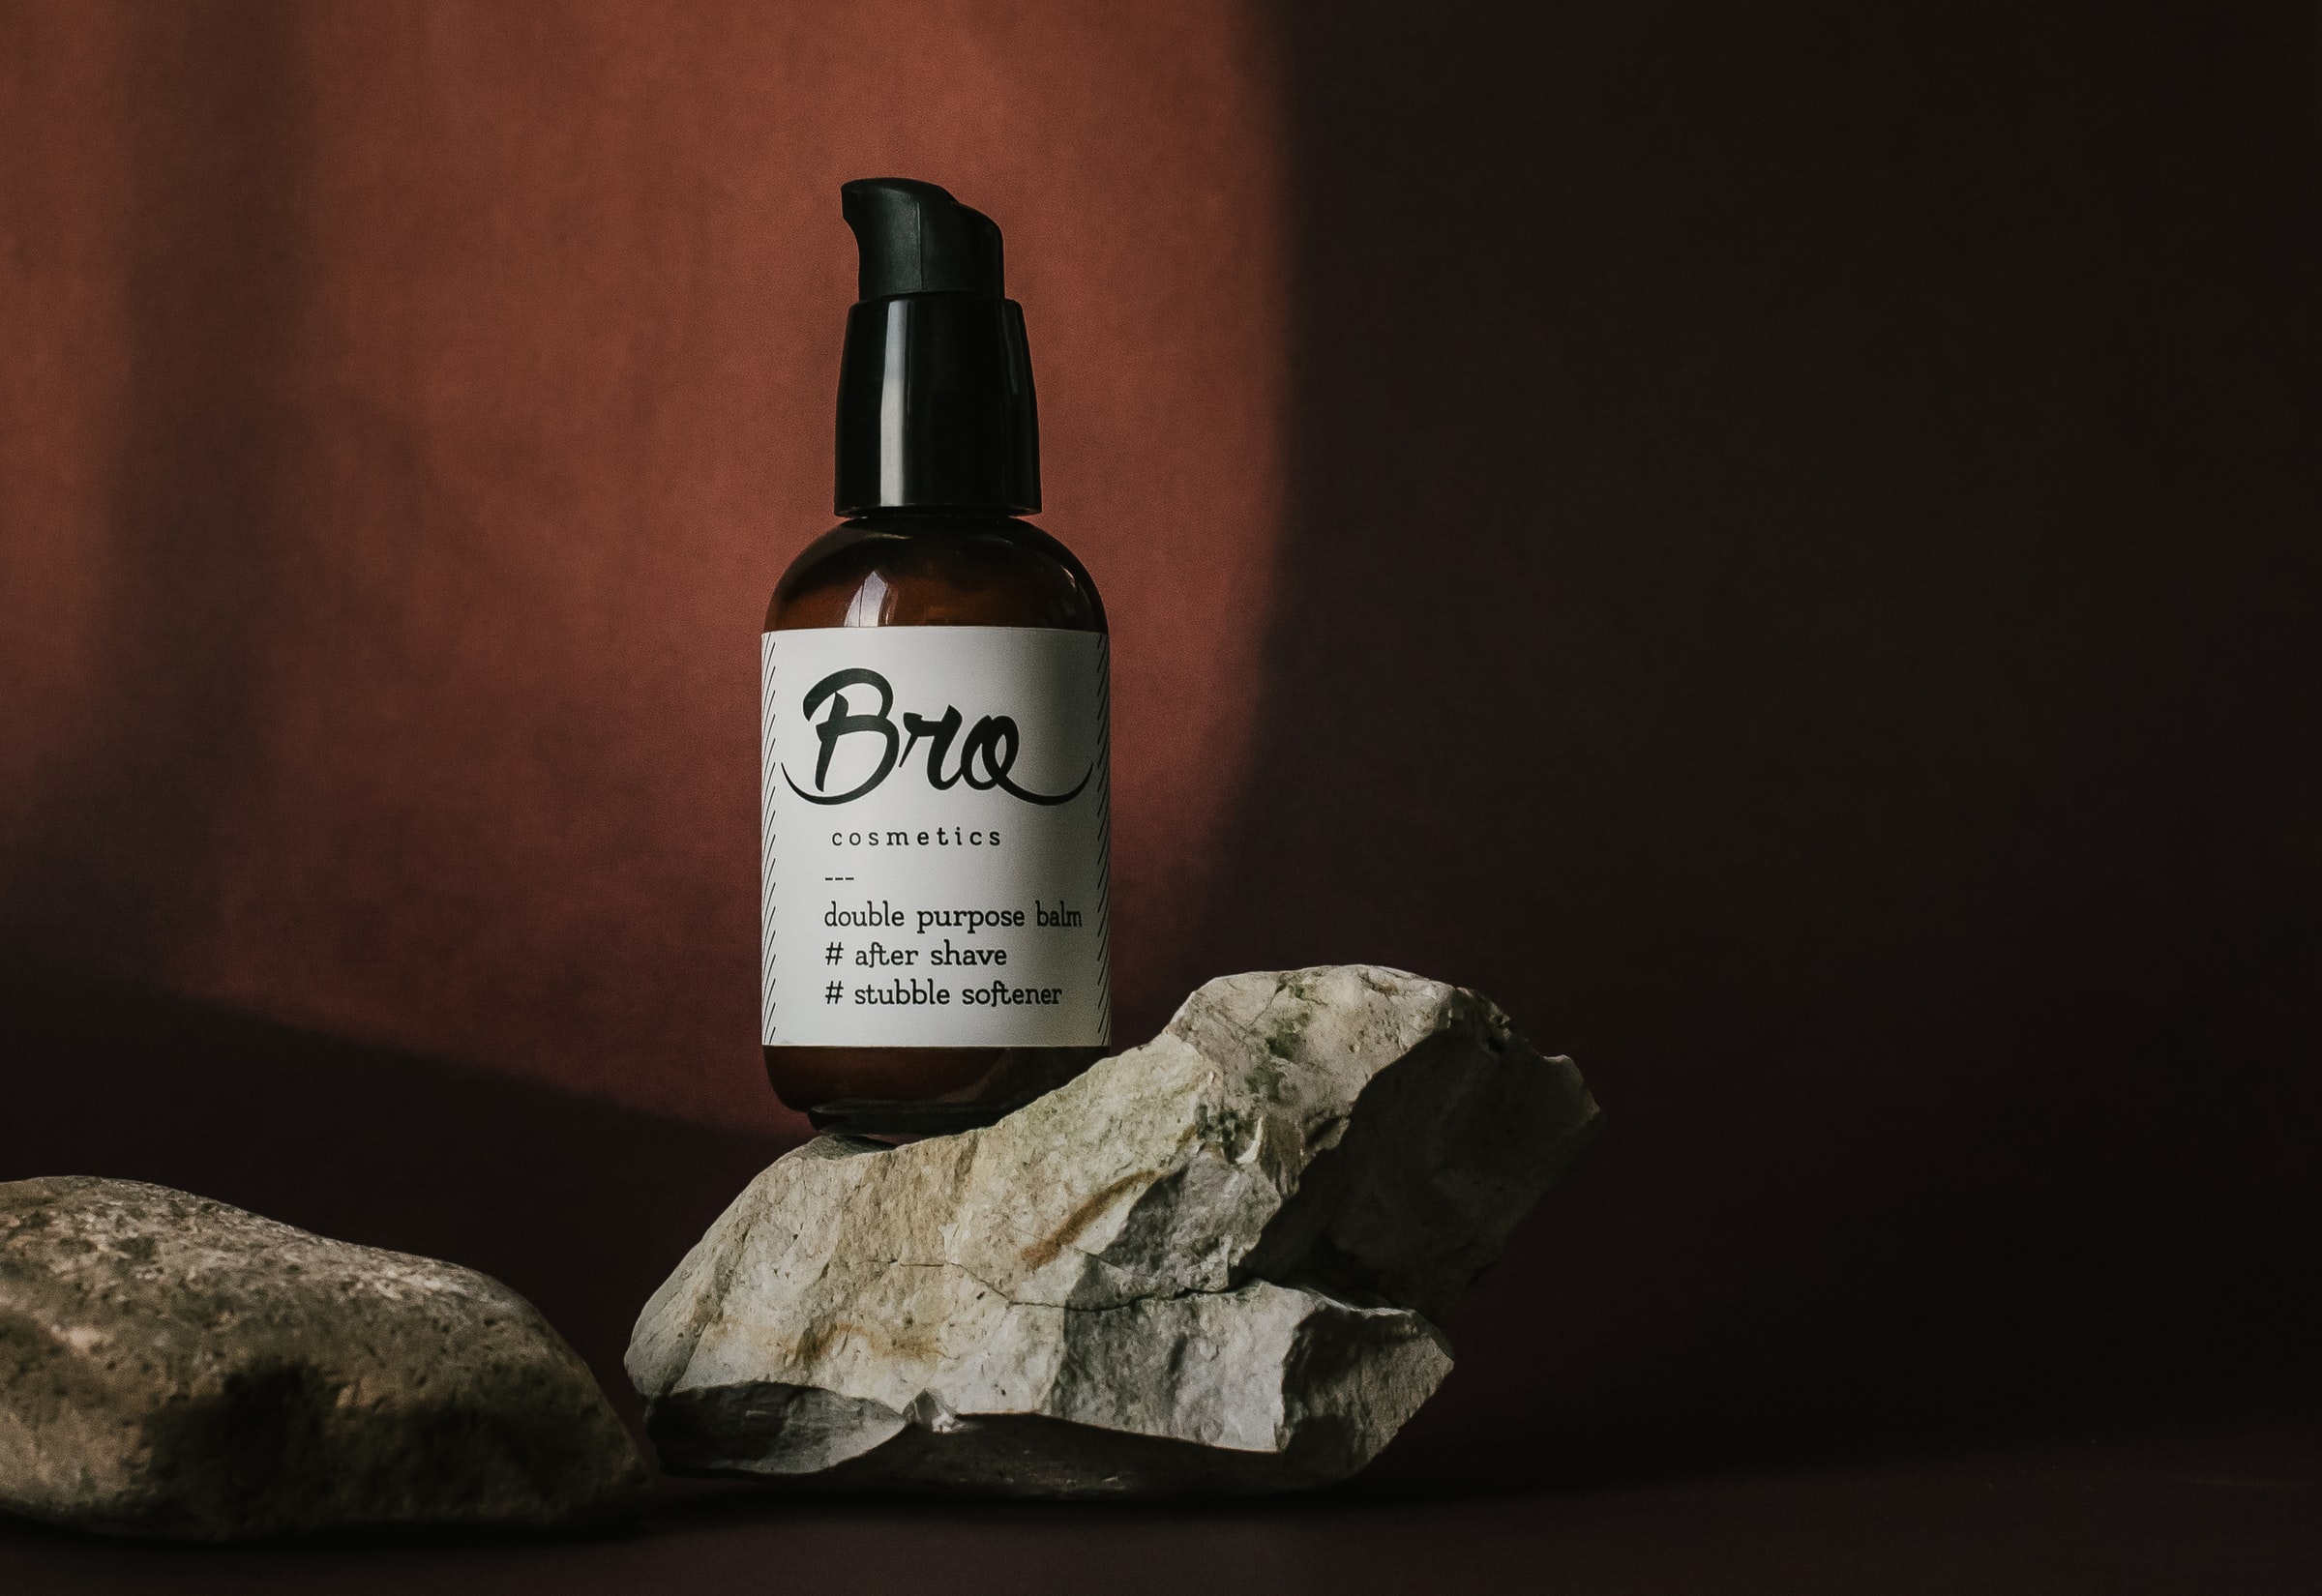 Bro
cosmetics
---
double purpose balm
# after shave
# stubble softener